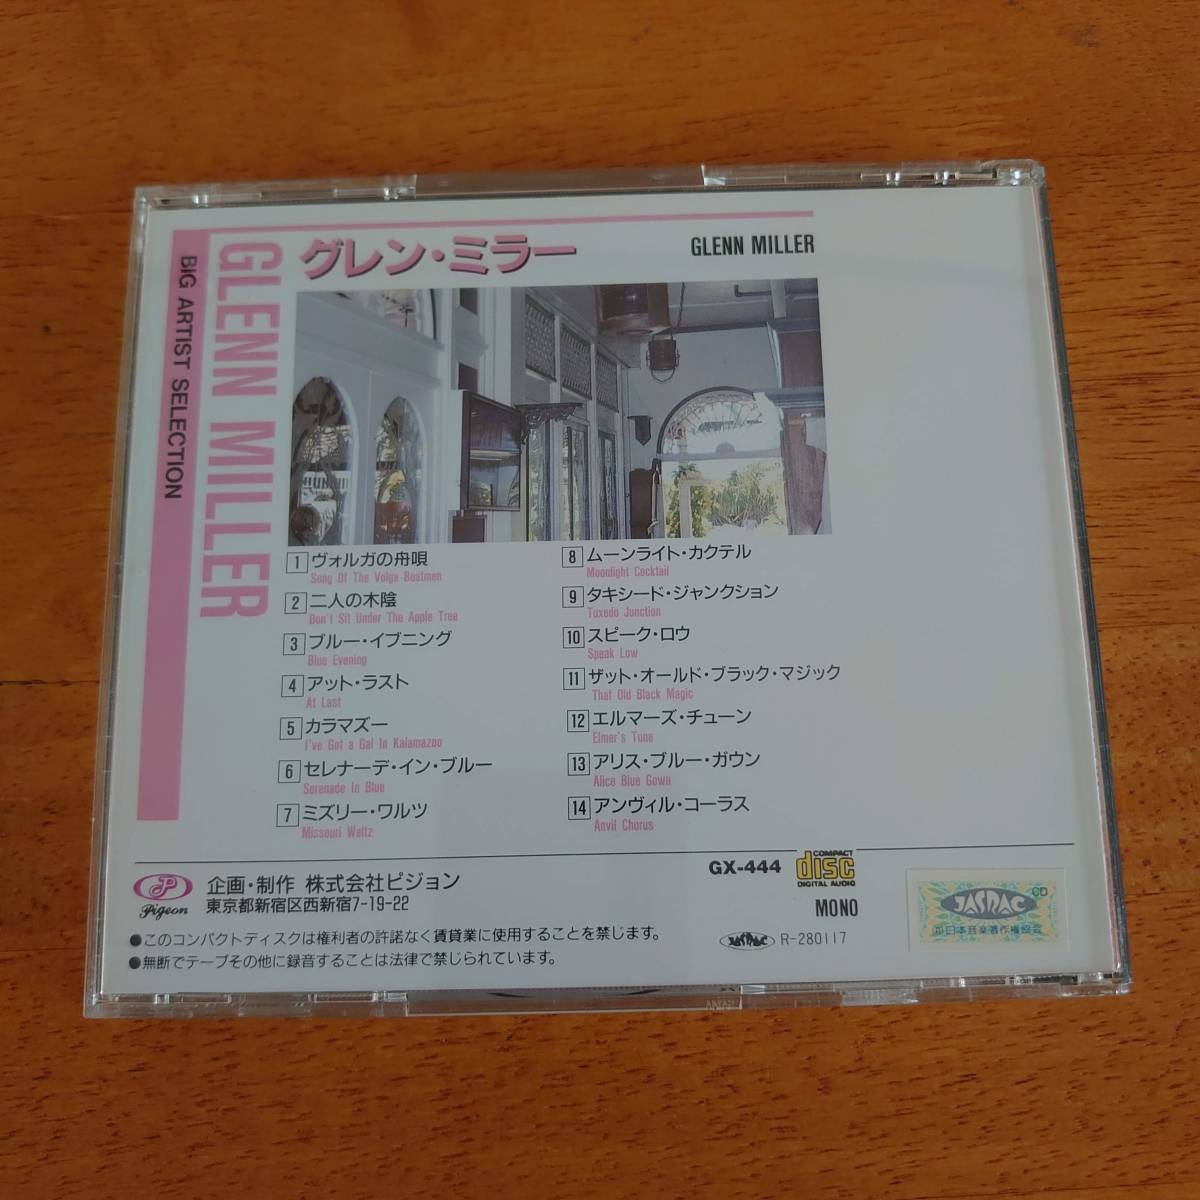 グレン・ミラー
GLENN MILLER
GLENN MILLER
BIG ARTIST SELECTION
1 ヴォルガの舟唄
Song Of The Volga Boatmen
2 二人の木陰
Don't Sit Under The Apple Tree
3 ブルー・イブニング
Blue Evening
4 アット・ラスト
At Last
5 カラマズー
I've Got a Gal In Kalamazoo
6 セレナーデ・イン・ブルー
Serenade In Blue
7 ミズリー・ワルツ
Missouri Waltz
8 ムーンライト・カクテル
Moonlight Cocktail
9 タキシード・ジャンクション
Tuxedo Junction
10 スピーク・ロウ
Speak Low
11 ザット・オールド・ブラック・マジック
That Old Black Magic
12 エルマーズ・チューン
Elmer's Tune
13 アリス・ブルー・ガウン
Alice Blue Gown
14 アンヴィル・コーラス
Anvil Chorus
Pigeon
企画・制作 株式会社ピジョン
東京都新宿区西新宿7-19-22
●このコンパクトディスクは権利者の許諾なく賃貸業に使用することを禁じます。
●無断でテープその他に録音することは法律で禁じられています。
GX-444
COMPACT
disc
DIGITAL AUDIO
MONO
JASRAC R-280117
CD
JASRAC
日本音楽著作権協会